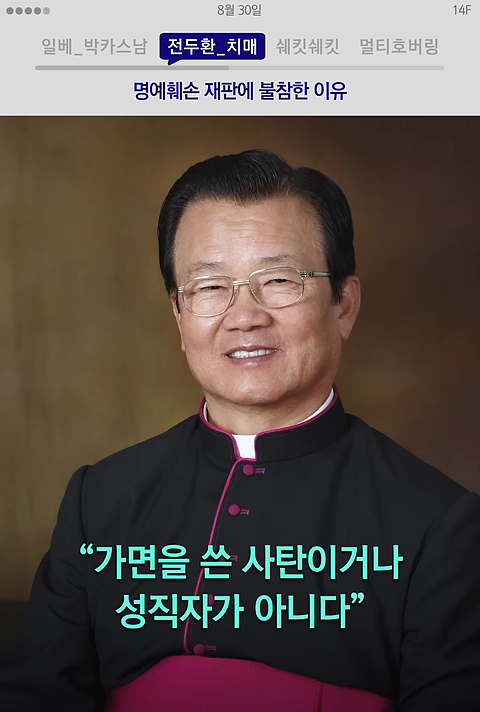 8월 30일
14F
일베_박카스남 전두환_치매 쉐킷쉐킷 멀티호버링
명예훼손 재판에 불참한 이유
“가면을 쓴 사탄이거나
성직자가 아니다”